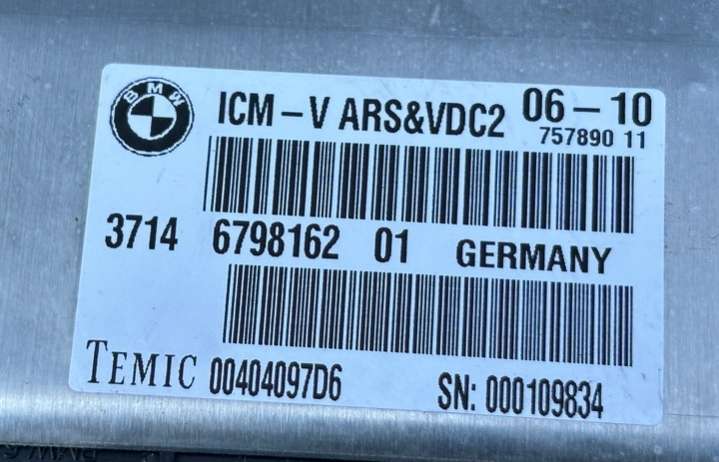 BMW
ICM-V ARS&VDC2 06-10
757890 11
3714 6798162 01 GERMANY
TEMIC 00404097D6 SN: 000109834